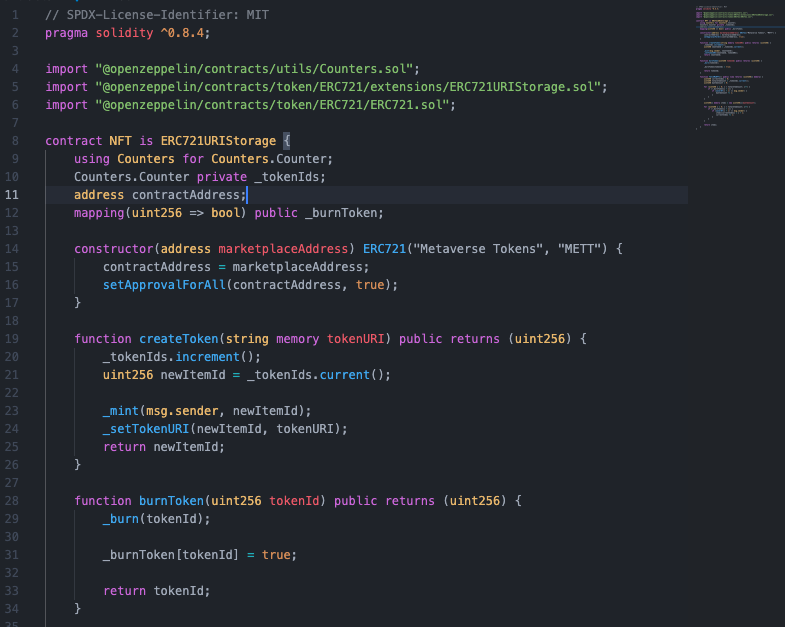 1 // SPDX-License-Identifier: MIT
2 pragma solidity ^0.8.4;
3
4 import "@openzeppelin/contracts/utils/Counters.sol";
5 import "@openzeppelin/contracts/token/ERC721/extensions/ERC721URIStorage.sol";
6 import "@openzeppelin/contracts/token/ERC721/ERC721.sol";
7
8 contract NFT is ERC721URIStorage {
9     using Counters for Counters.Counter;
10     Counters.Counter private _tokenIds;
11     address contractAddress;
12     mapping(uint256 => bool) public _burnToken;
13
14     constructor(address marketplaceAddress) ERC721("Metaverse Tokens", "METT") {
15         contractAddress = marketplaceAddress;
16         setApprovalForAll(contractAddress, true);
17     }
18
19     function createToken(string memory tokenURI) public returns (uint256) {
20         _tokenIds.increment();
21         uint256 newItemId = _tokenIds.current();
22
23         _mint(msg.sender, newItemId);
24         _setTokenURI(newItemId, tokenURI);
25         return newItemId;
26     }
27
28     function burnToken(uint256 tokenId) public returns (uint256) {
29         _burn(tokenId);
30
31         _burnToken[tokenId] = true;
32
33         return tokenId;
34     }
35